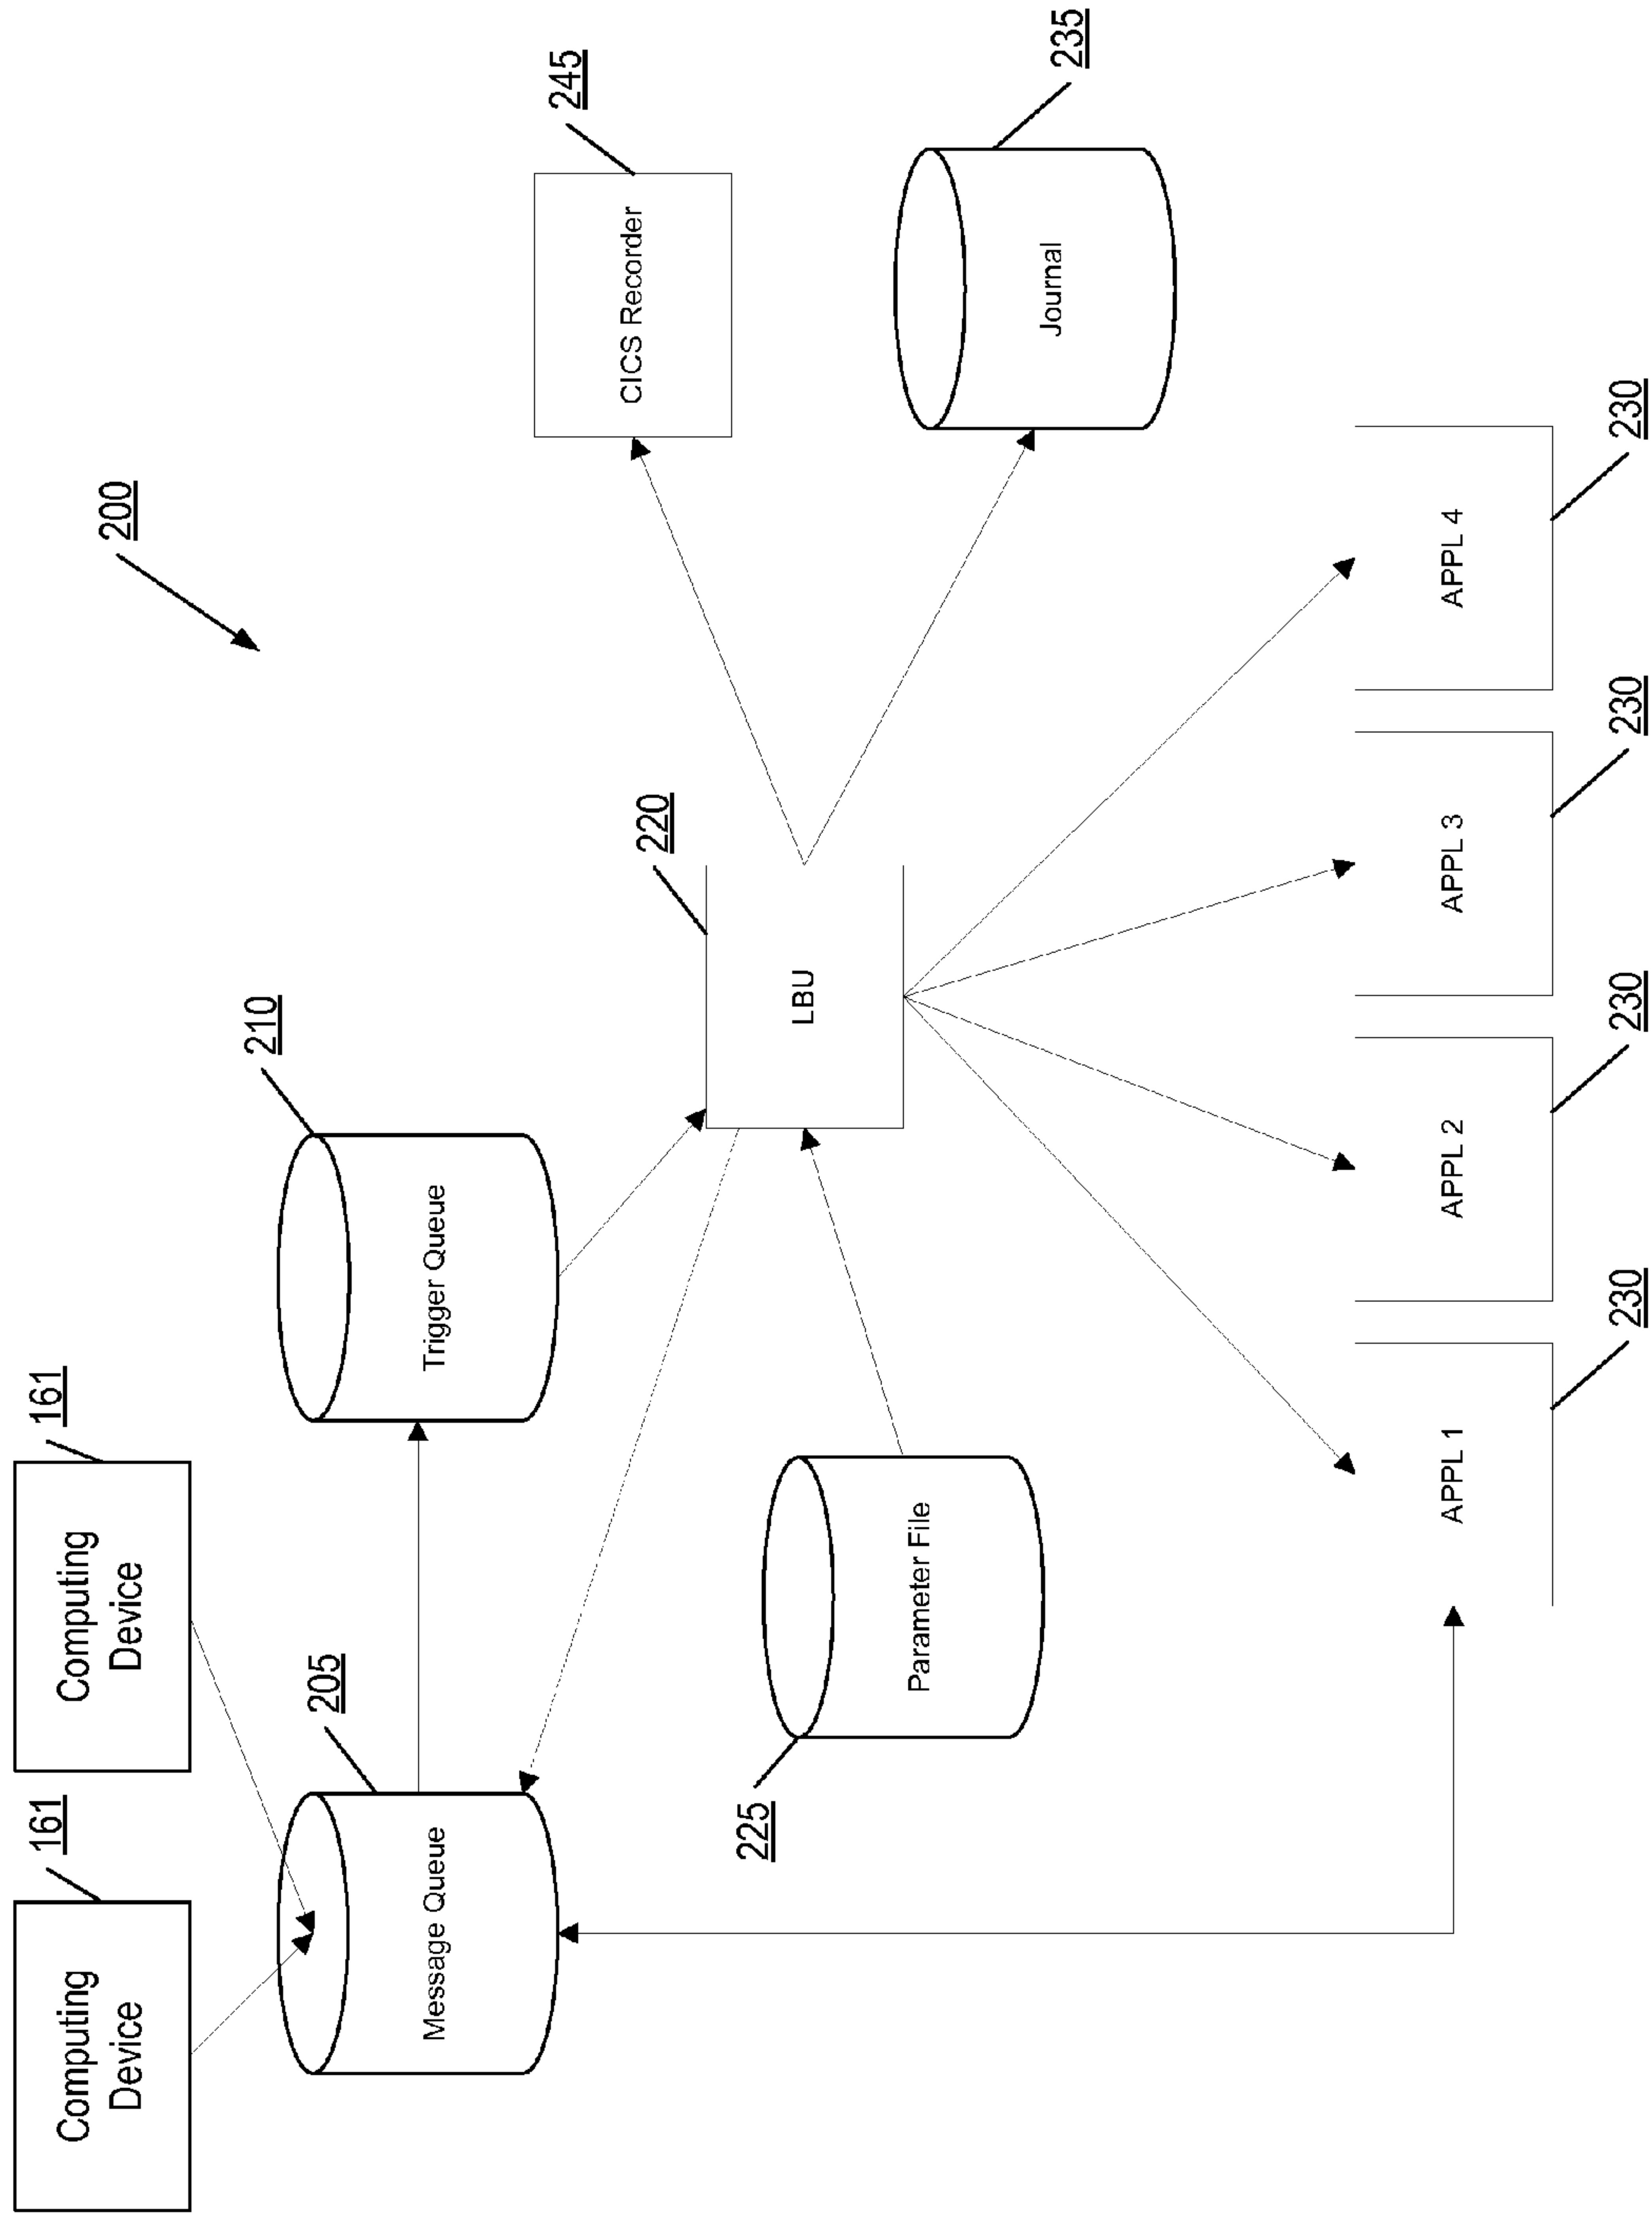 161
161
Computing
Device
Computing
Device
200
210
205
Message Queue
Trigger Queue
245
CICS Recorder
220
225
LBU
Parameter File
Journal
235
APPL 1
APPL 2
APPL 3
APPL 4
230
230
230
230